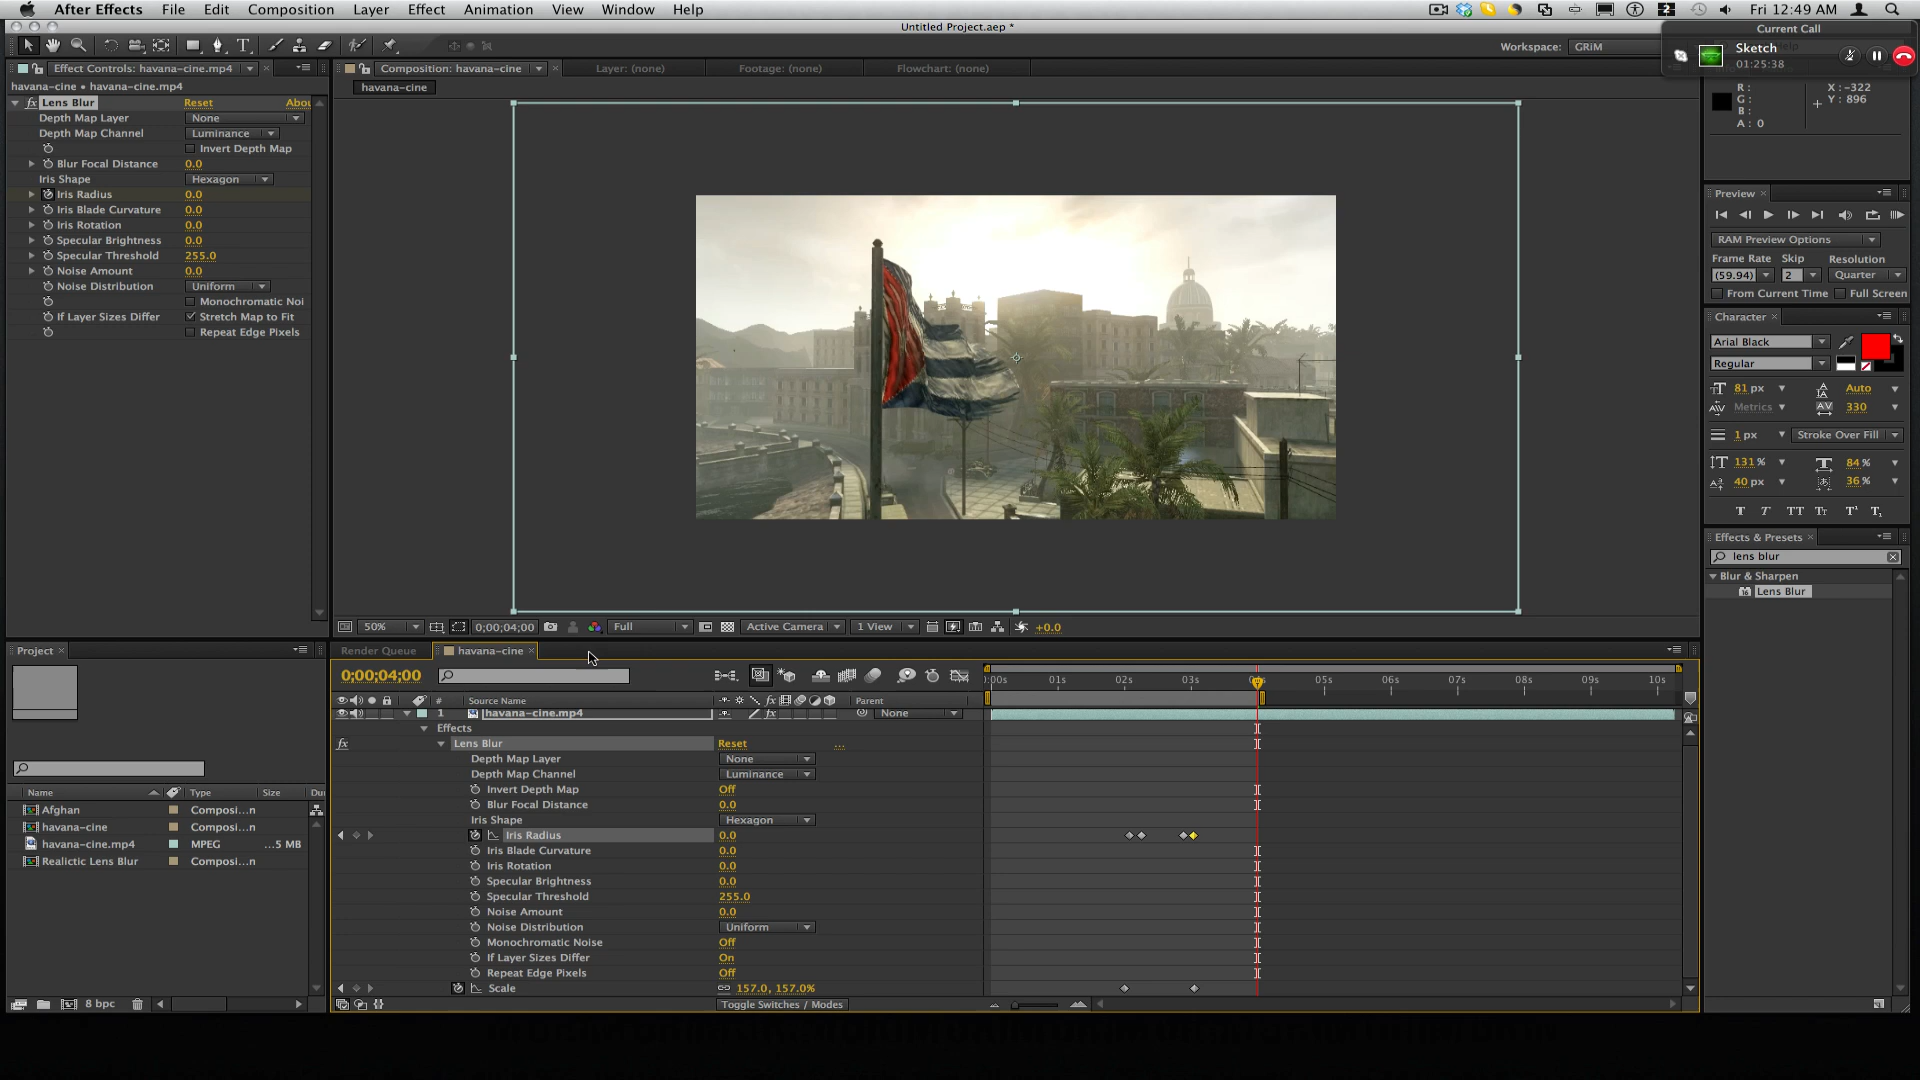 After Effects File Edit Composition Layer Effect Animation View Window Help
2 Fri 12:49 AM
Untitled Project.aep *
Current Call
Workspace: GRiM
Sketch
01:25:38
Effect Controls: havana-cine.mp4
Composition: havana-cine
Layer: (none)
Footage: (none)
Flowchart: (none)
havana-cine • havana-cine.mp4
havana-cine
fx Lens Blur Reset Abou
Depth Map Layer None
Depth Map Channel Luminance
Invert Depth Map
Blur Focal Distance 0.0
Iris Shape Hexagon
Iris Radius 0.0
Iris Blade Curvature 0.0
Iris Rotation 0.0
Specular Brightness 0.0
Specular Threshold 255.0
Noise Amount 0.0
Noise Distribution Uniform
Monochromatic Noi
If Layer Sizes Differ Stretch Map to Fit
Repeat Edge Pixels
R:
G:
B:
A: 0
X: -322
Y: 896
Preview
RAM Preview Options
Frame Rate Skip Resolution
(59.94) 2 Quarter
From Current Time Full Screen
Character
Arial Black
Regular
81 px Auto
Metrics 330
1 px Stroke Over Fill
131 % 84 %
40 px 36 %
T T TT Tt T¹ T₁
Effects & Presets
lens blur
Blur & Sharpen
Lens Blur
50% 0;00;04;00 Full Active Camera 1 View +0.0
Project
Name Type Size Du
Afghan Composi...n
havana-cine Composi...n
havana-cine.mp4 MPEG ...5 MB
Realictic Lens Blur Composi...n
8 bpc
Render Queue havana-cine
0;00;04;00
:00s 01s 02s 03s 05s 06s 07s 08s 09s 10s
Source Name fx Parent
1 havana-cine.mp4 fx None
Effects
fx Lens Blur Reset ...
Depth Map Layer None
Depth Map Channel Luminance
Invert Depth Map Off
Blur Focal Distance 0.0
Iris Shape Hexagon
Iris Radius 0.0
Iris Blade Curvature 0.0
Iris Rotation 0.0
Specular Brightness 0.0
Specular Threshold 255.0
Noise Amount 0.0
Noise Distribution Uniform
Monochromatic Noise Off
If Layer Sizes Differ On
Repeat Edge Pixels Off
Scale 157.0, 157.0%
Toggle Switches / Modes